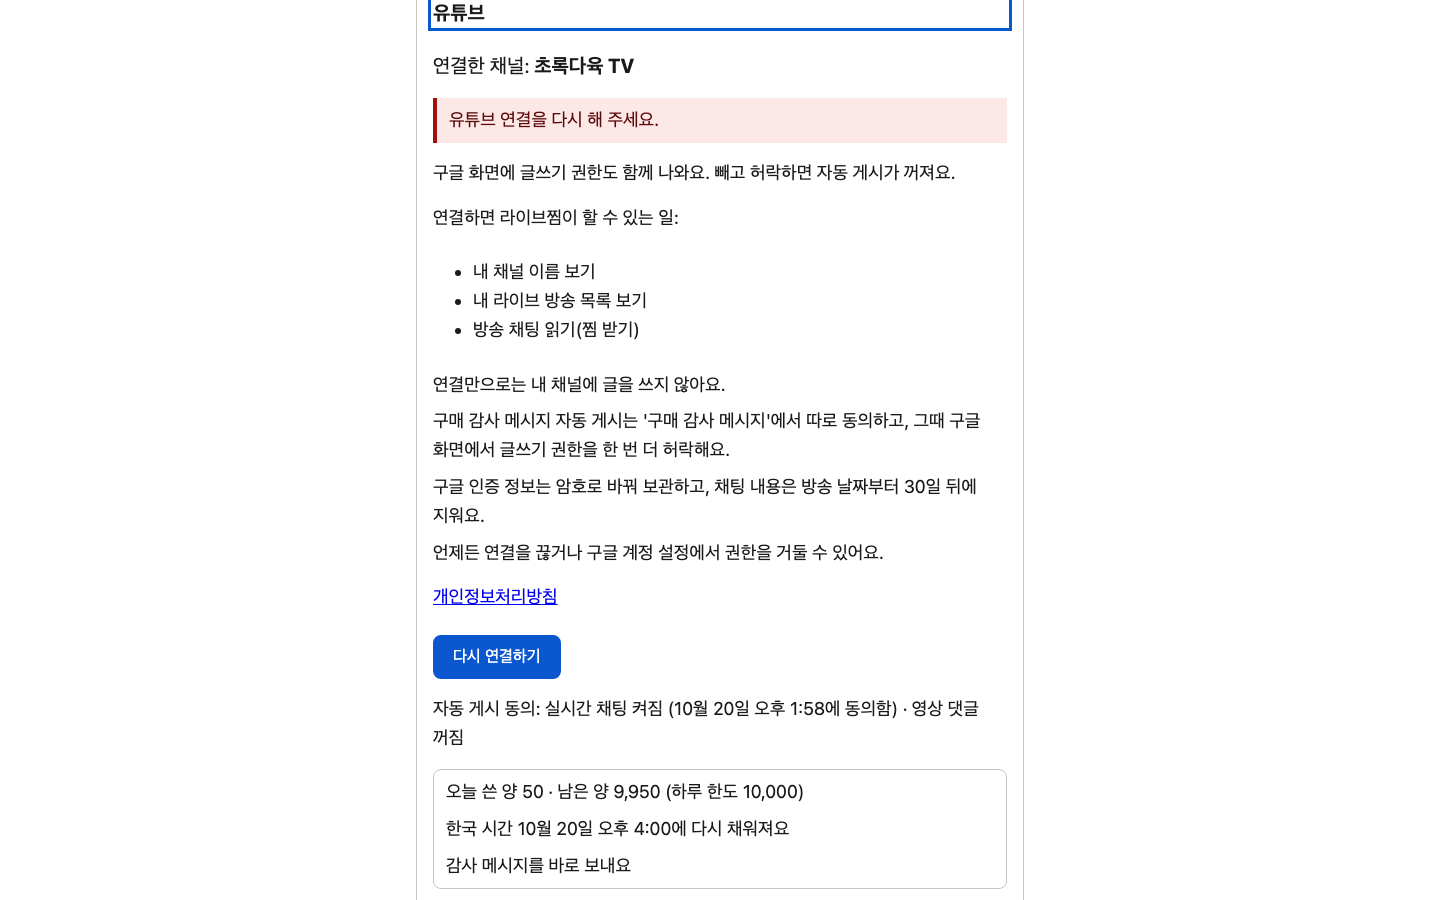 유튜브
연결한 채널: 초록다육 TV
유튜브 연결을 다시 해 주세요.
구글 화면에 글쓰기 권한도 함께 나와요. 빼고 허락하면 자동 게시가 꺼져요.
연결하면 라이브찜이 할 수 있는 일:
• 내 채널 이름 보기
• 내 라이브 방송 목록 보기
• 방송 채팅 읽기(찜 받기)
연결만으로는 내 채널에 글을 쓰지 않아요.
구매 감사 메시지 자동 게시는 '구매 감사 메시지'에서 따로 동의하고, 그때 구글
화면에서 글쓰기 권한을 한 번 더 허락해요.
구글 인증 정보는 암호로 바꿔 보관하고, 채팅 내용은 방송 날짜부터 30일 뒤에
지워요.
언제든 연결을 끊거나 구글 계정 설정에서 권한을 거둘 수 있어요.
개인정보처리방침
다시 연결하기
자동 게시 동의: 실시간 채팅 켜짐 (10월 20일 오후 1:58에 동의함) · 영상 댓글
꺼짐
오늘 쓴 양 50 · 남은 양 9,950 (하루 한도 10,000)
한국 시간 10월 20일 오후 4:00에 다시 채워져요
감사 메시지를 바로 보내요